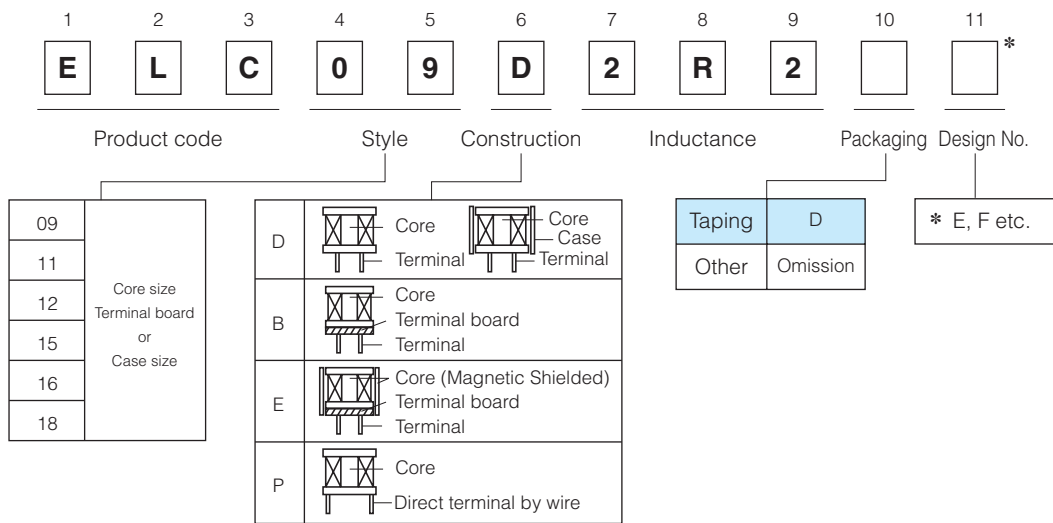 1 2 3 4 5 6 7 8 9 10 11
E L C 0 9 D 2 R 2 *
Product code Style Construction Inductance Packaging Design No.
09
11
12
15
16
18
Core size
Terminal board
or
Case size
D
Core
Terminal
Core
Case
Terminal
B
Core
Terminal board
Terminal
E
Core (Magnetic Shielded)
Terminal board
Terminal
P
Core
Direct terminal by wire
Taping D
Other Omission
* E, F etc.